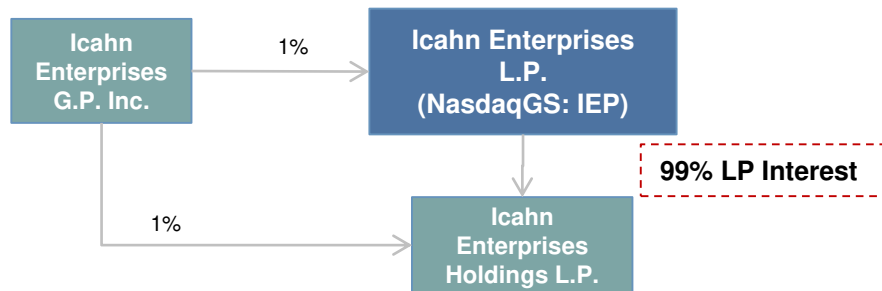 Icahn
Enterprises
G.P. Inc.
1%
Icahn Enterprises
L.P.
(NasdaqGS: IEP)
99% LP Interest
1%
Icahn
Enterprises
Holdings L.P.